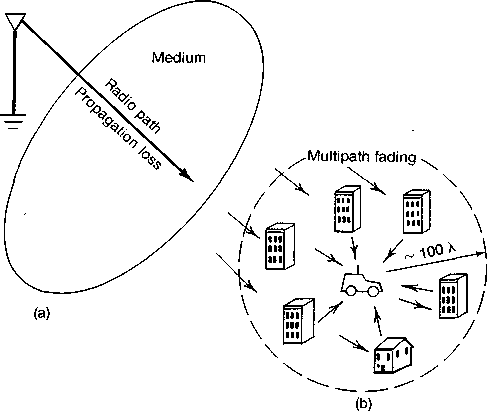 Medium
Radio path
Propagation loss
(a)
Multipath fading
~ 100 λ
(b)